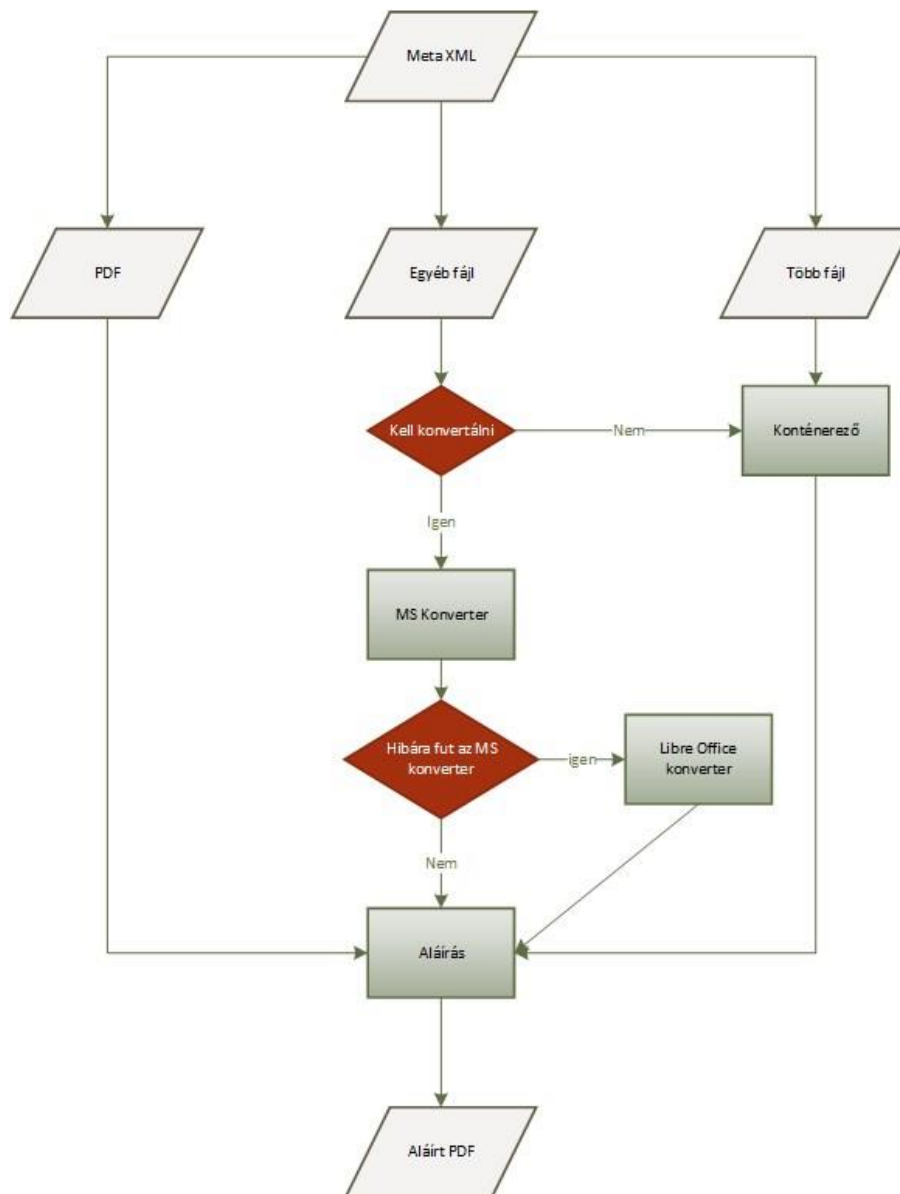 Meta XML
PDF
Egyéb fájl
Több fájl
Kell konvertálni
Nem
Konténerező
Igen
MS Konverter
Hibára fut az MS
konverter
igen
Libre Office
konverter
Nem
Aláírás
Aláírt PDF